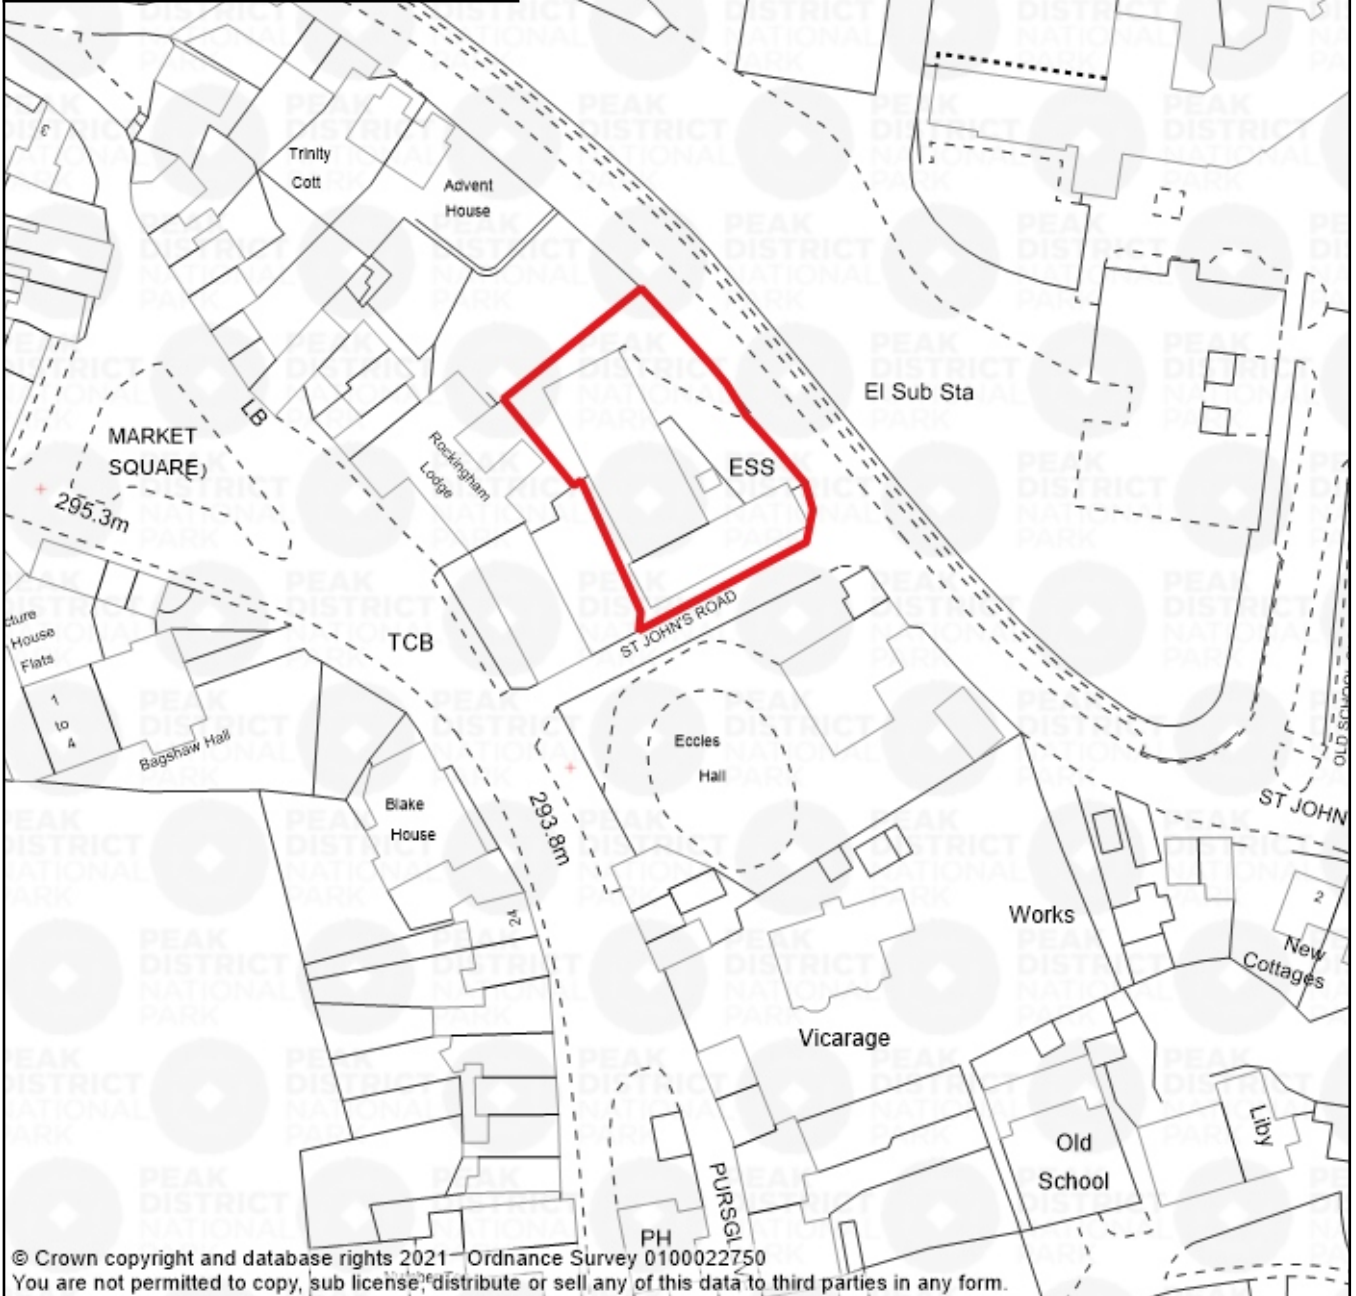 Trinity
Cott
Advent
House
El Sub Sta
MARKET
SQUARE
LB
Rockingham
Lodge
ESS
295.3m
3
ST JOHN'S ROAD
TCB
cture
House
Flats
1
to
4
Bagshaw Hall
Eccles
Hall
Blake
House
293.8m
24
ST JOHN
2
New
Cottages
Works
Vicarage
Old
School
Liby
PURSGL
PH
© Crown copyright and database rights 2021 Ordnance Survey 0100022750
You are not permitted to copy, sub license, distribute or sell any of this data to third parties in any form.
PEAK
DISTRICT
NATIONAL
PARK